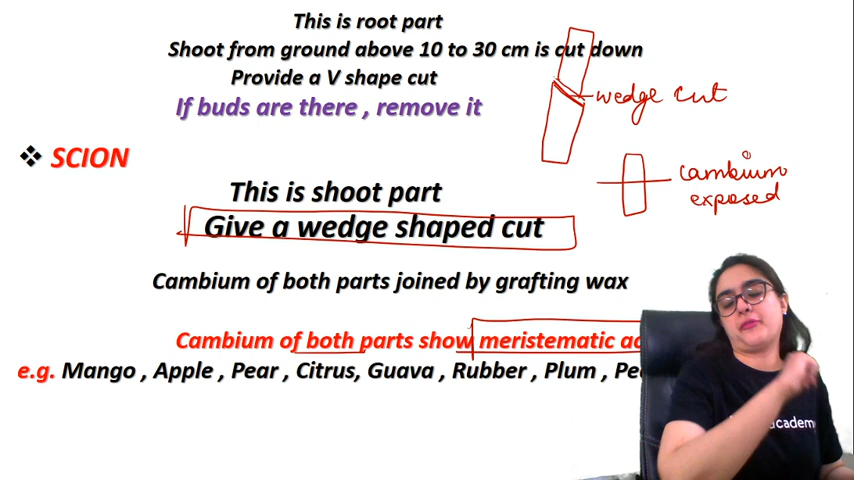 This is root part
Shoot from ground above 10 to 30 cm is cut down
Provide a V shape cut
If buds are there , remove it
wedge cut
❖ SCION
cambium
exposed
This is shoot part
Give a wedge shaped cut
Cambium of both parts joined by grafting wax
Cambium of both parts show meristematic
e.g. Mango , Apple , Pear , Citrus, Guava , Rubber , Plum ,